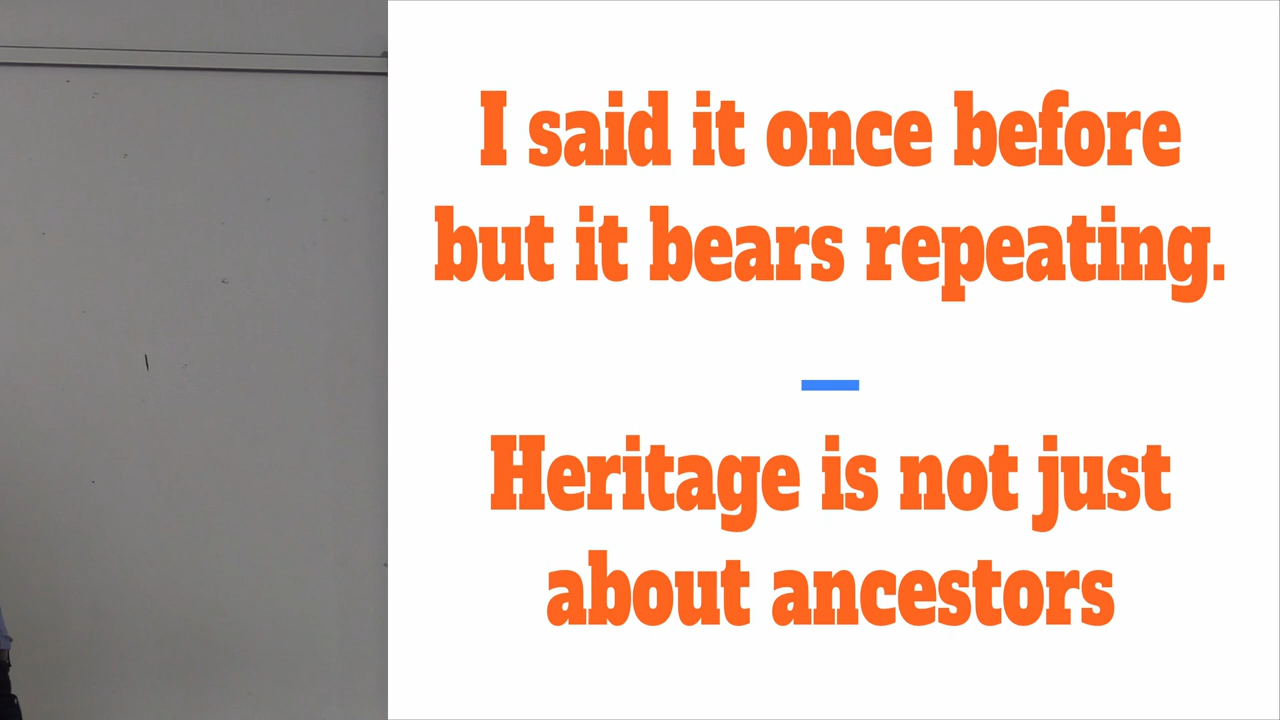 I said it once before
but it bears repeating.
Heritage is not just
about ancestors